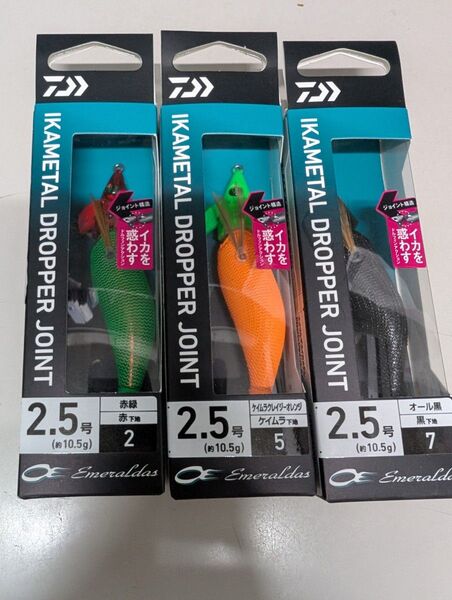 IKAMETAL DROPPER JOINT
ジョイント構造
イカを
惑わす
2.5号
(約10.5g)
赤緑
赤下地
2
Emeraldas
IKAMETAL DROPPER JOINT
ジョイント構造
イカを
惑わす
2.5号
(約10.5g)
ケイムラクレイジーオレンジ
ケイムラ下地
5
Emeraldas
IKAMETAL DROPPER JOINT
ジョイント構造
イカを
惑わす
2.5号
(約10.5g)
オール黒
黒下地
7
Emeraldas